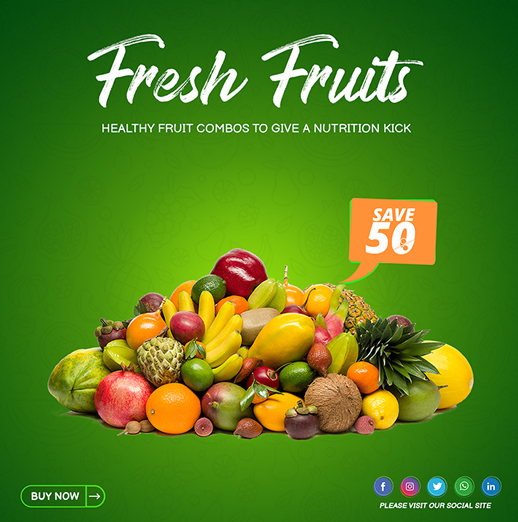 Fresh Fruits
HEALTHY FRUIT COMBOS TO GIVE A NUTRITION KICK
SAVE
50
BUY NOW
PLEASE VISIT OUR SOCIAL SITE